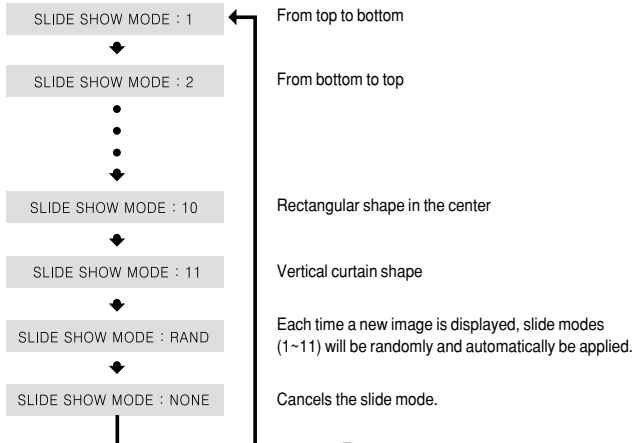 SLIDE SHOW MODE : 1
From top to bottom
SLIDE SHOW MODE : 2
From bottom to top
SLIDE SHOW MODE : 10
Rectangular shape in the center
SLIDE SHOW MODE : 11
Vertical curtain shape
SLIDE SHOW MODE : RAND
Each time a new image is displayed, slide modes
(1~11) will be randomly and automatically be applied.
SLIDE SHOW MODE : NONE
Cancels the slide mode.